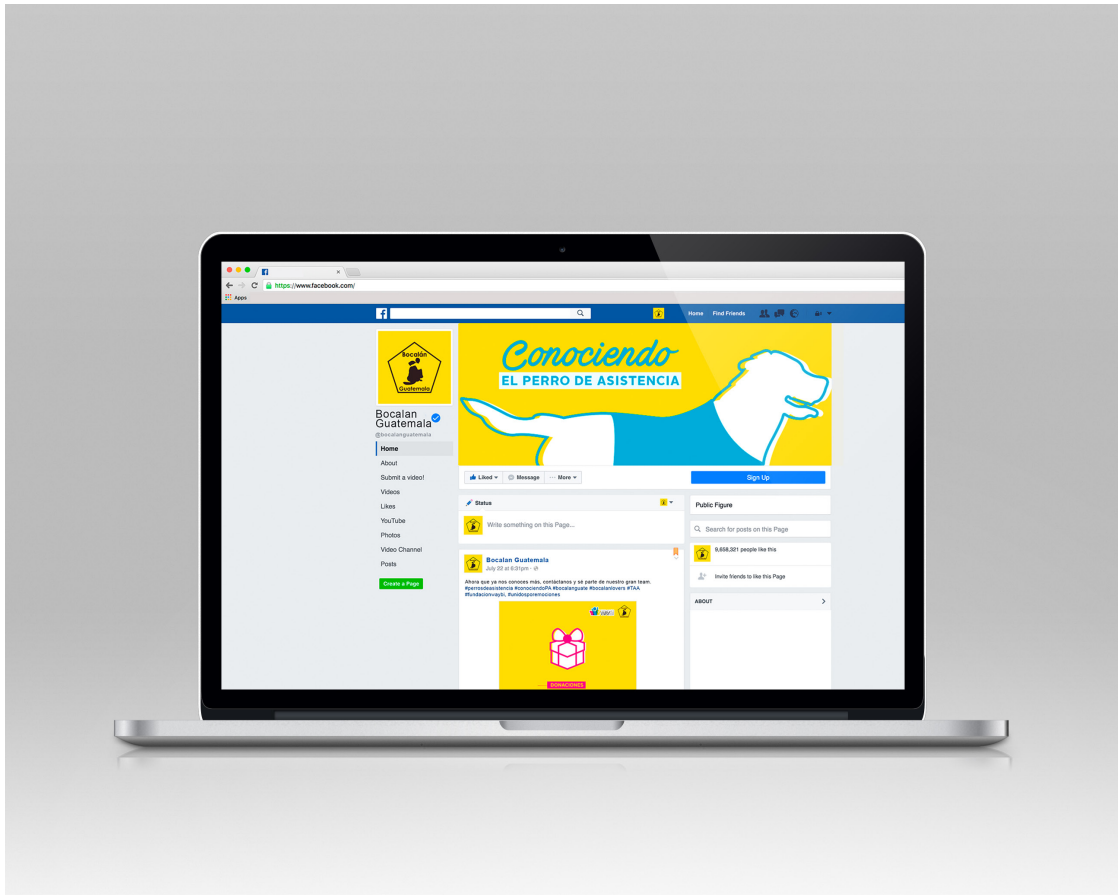 https://www.facebook.com/
Apps
Home Find Friends
Bocalán
Guatemala
Conociendo
EL PERRO DE ASISTENCIA
Bocalan
Guatemala
@bocalanguatemala
Home
About
Submit a video!
Videos
Likes
YouTube
Photos
Video Channel
Posts
Create a Page
Liked Message ··· More
Sign Up
Status
Write something on this Page...
Bocalan Guatemala
July 22 at 6:31pm
Ahora que ya nos conoces más, contáctanos y sé parte de nuestro gran team.
#perrosdeasistencia #conociendoPA #bocalanguate #bocalanlovers #TAA
#fundacionvaybi, #unidosporemociones
DONACIONES
Public Figure
Search for posts on this Page
9,658,321 people like this
Invite friends to like this Page
ABOUT